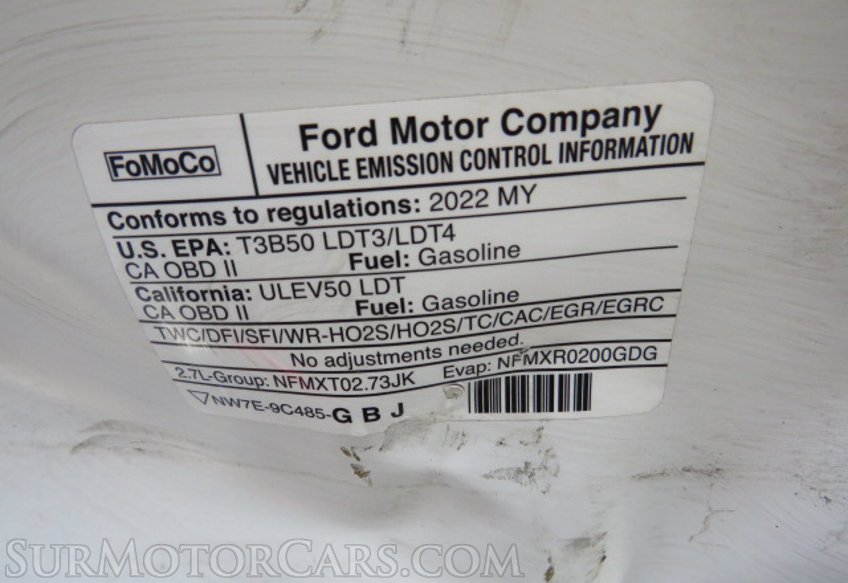 FoMoCo
Ford Motor Company
VEHICLE EMISSION CONTROL INFORMATION
Conforms to regulations: 2022 MY
U.S. EPA: T3B50 LDT3/LDT4
CA OBD II Fuel: Gasoline
California: ULEV50 LDT
CA OBD II Fuel: Gasoline
TWC/DFI/SFI/WR-HO2S/HO2S/TC/CAC/EGR/EGRC
No adjustments needed.
2.7L-Group: NFMXT02.73JK Evap: NFMXR0200GDG
NW7E-9C485-G B J
SurMotorCars.com